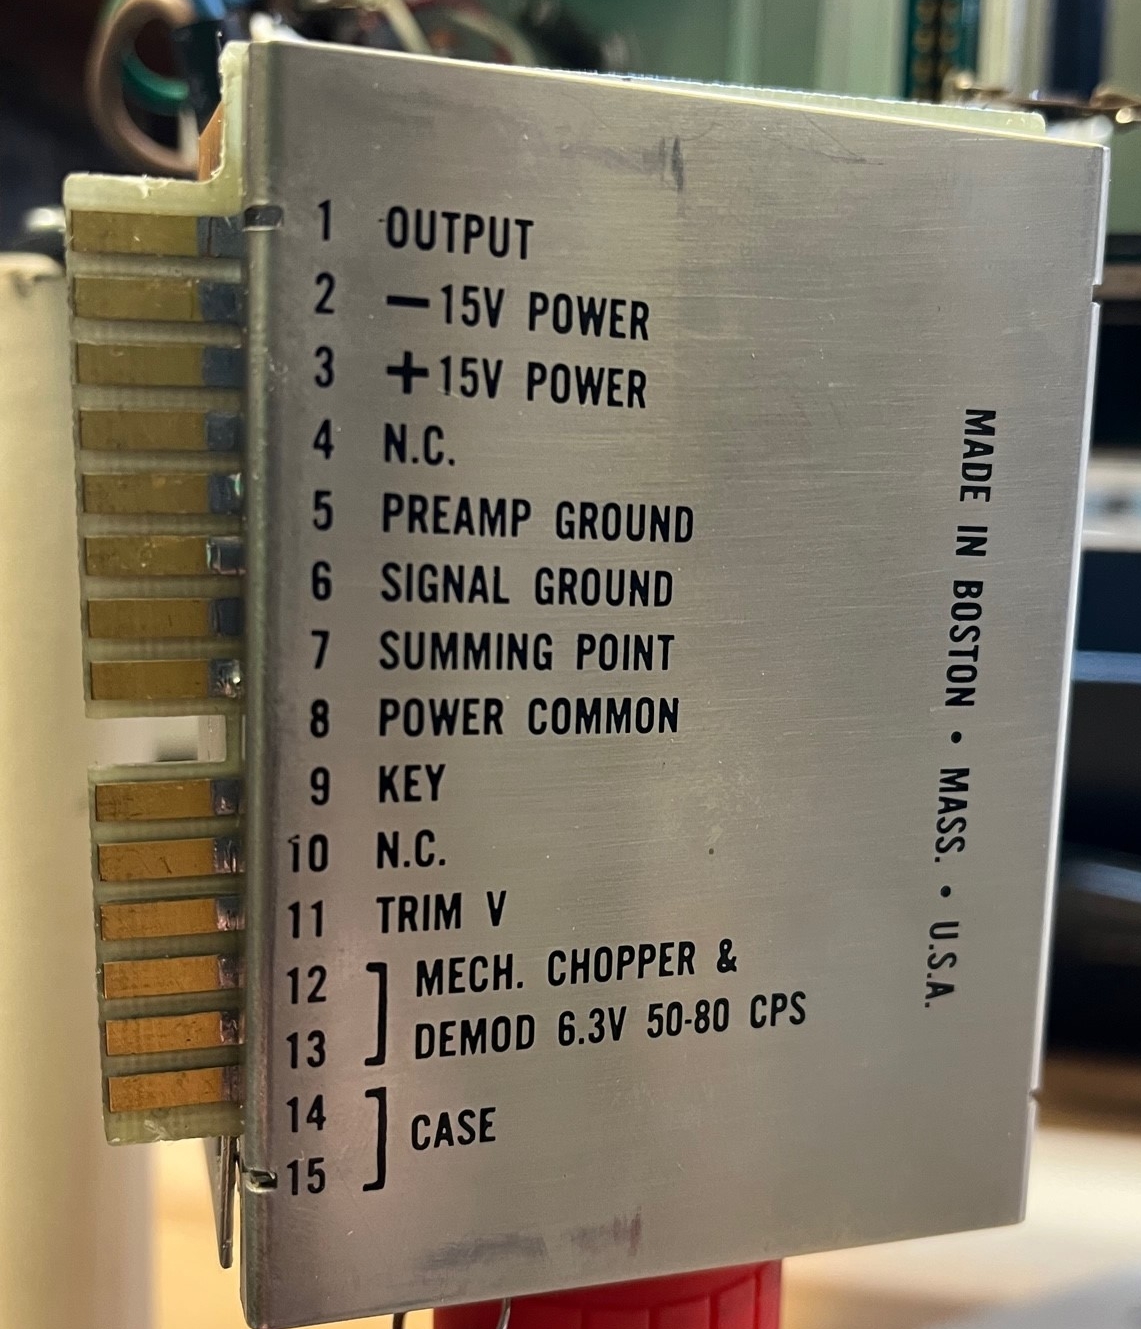 1 OUTPUT
2 −15V POWER
3 +15V POWER
4 N.C.
5 PREAMP GROUND
6 SIGNAL GROUND
7 SUMMING POINT
8 POWER COMMON
9 KEY
10 N.C.
11 TRIM V
12 MECH. CHOPPER &
13 DEMOD 6.3V 50-80 CPS
14 CASE
15
MADE IN BOSTON • MASS. • U.S.A.